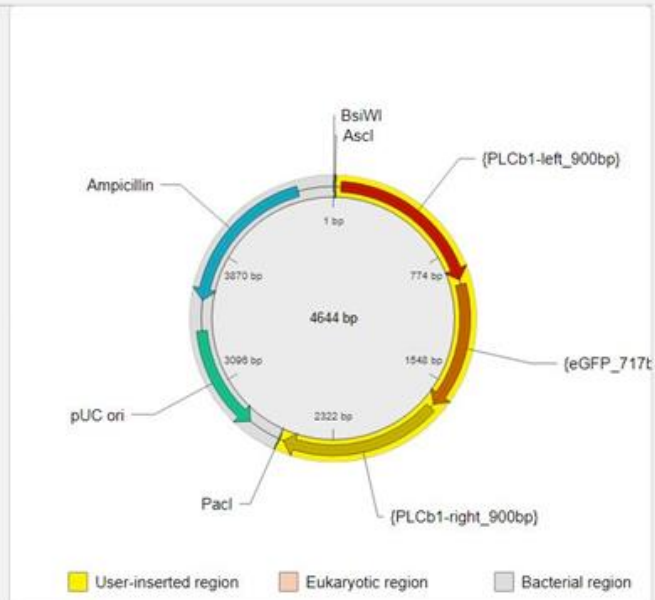 BsiWI
AscI
{PLCb1-left_900bp}
Ampicillin
1 bp
3870 bp
774 bp
4644 bp
3096 bp
1548 bp
{eGFP_717b
2322 bp
pUC ori
PacI
{PLCb1-right_900bp}
User-inserted region
Eukaryotic region
Bacterial region